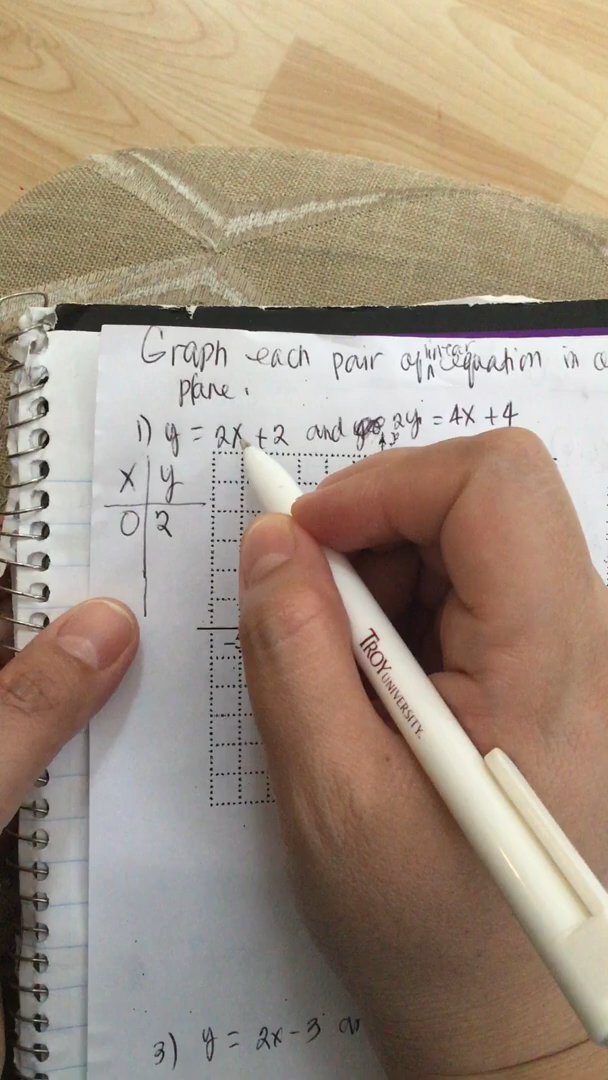 Graph each pair of linear equation in a
plane.
1) y = 2x + 2 and 2y = 4x + 4
x y
0 2
TROY UNIVERSITY
3) y = 2x - 3